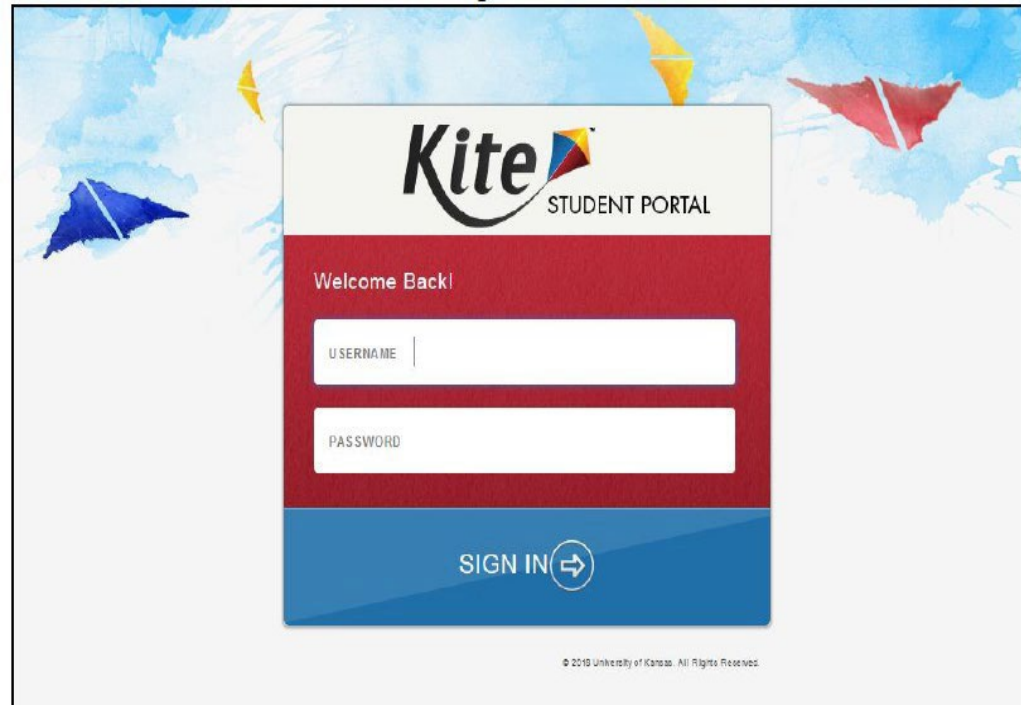 Kite
STUDENT PORTAL
Welcome Back!
USERNAME
PASSWORD
SIGN IN
© 2018 University of Kansas. All Rights Reserved.